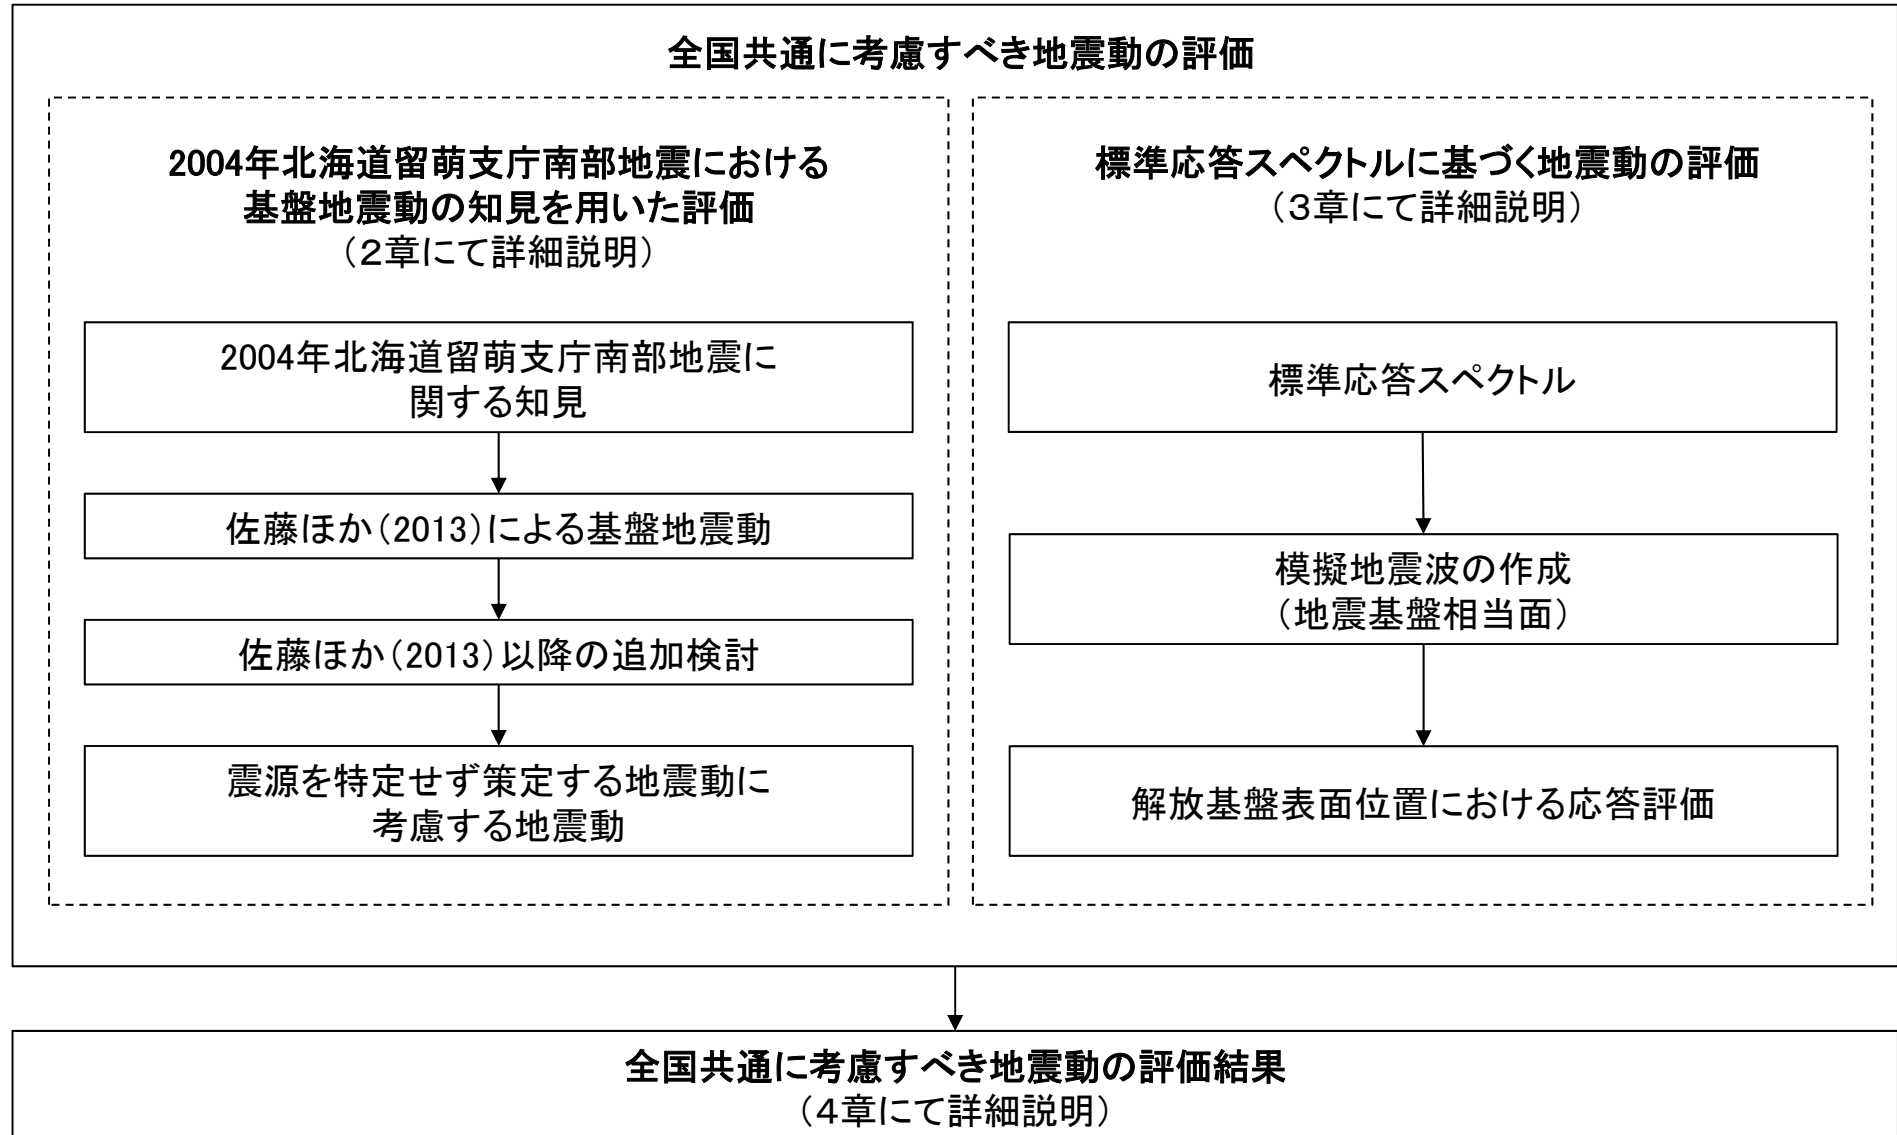 全国共通に考慮すべき地震動の評価
2004年北海道留萌支庁南部地震における
基盤地震動の知見を用いた評価
（２章にて詳細説明）
2004年北海道留萌支庁南部地震に
関する知見
佐藤ほか（2013）による基盤地震動
佐藤ほか（2013）以降の追加検討
震源を特定せず策定する地震動に
考慮する地震動
標準応答スペクトルに基づく地震動の評価
（３章にて詳細説明）
標準応答スペクトル
模擬地震波の作成
（地震基盤相当面）
解放基盤表面位置における応答評価
全国共通に考慮すべき地震動の評価結果
（４章にて詳細説明）